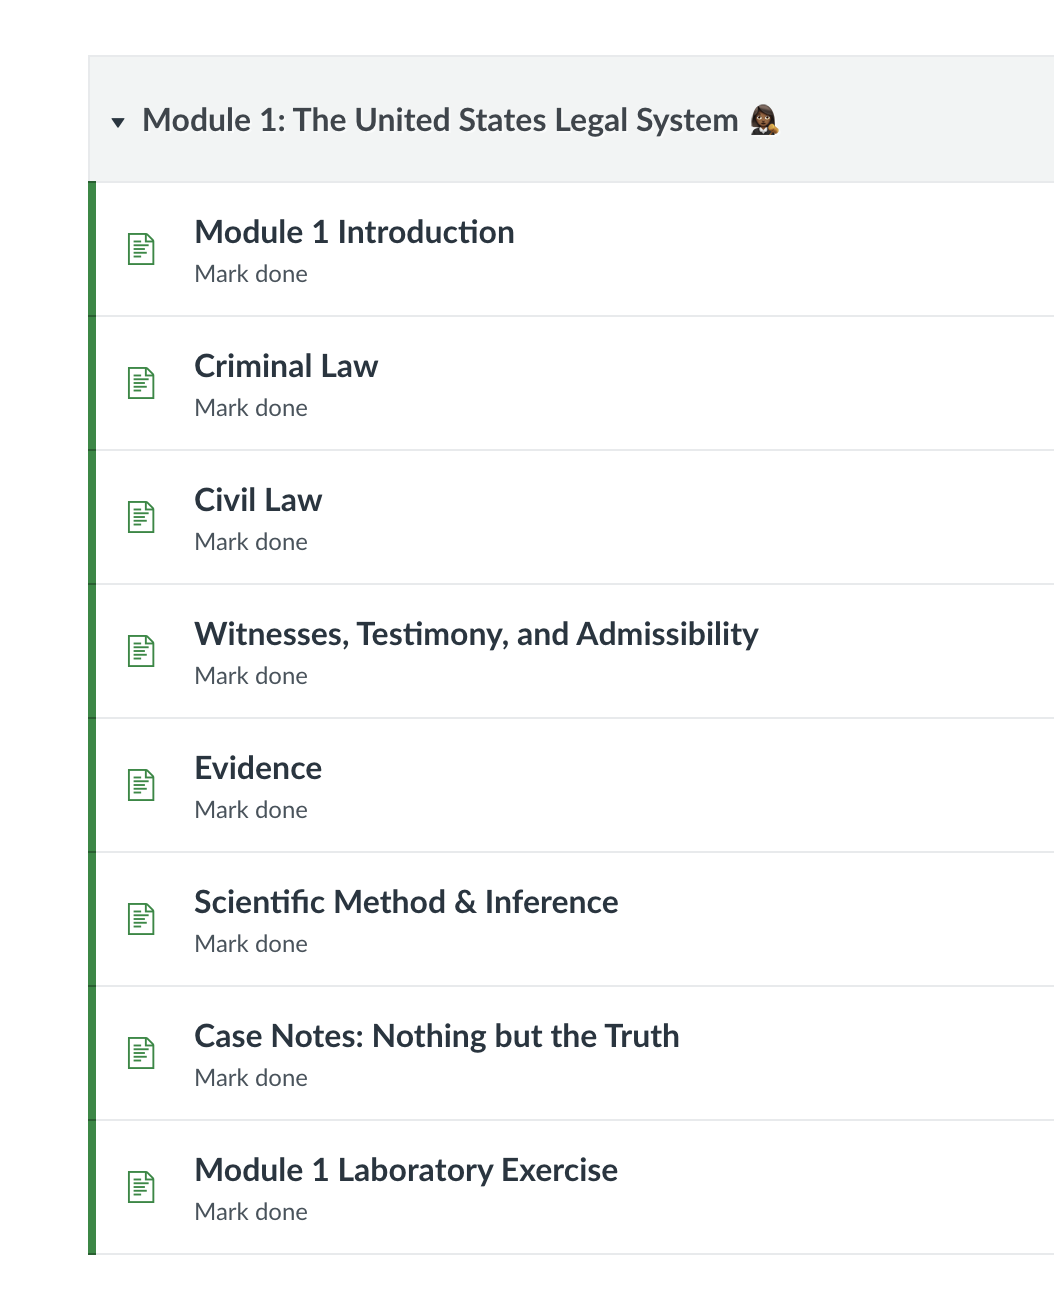 Module 1: The United States Legal System 👩🏾‍⚖️
Module 1 Introduction
Mark done
Criminal Law
Mark done
Civil Law
Mark done
Witnesses, Testimony, and Admissibility
Mark done
Evidence
Mark done
Scientific Method & Inference
Mark done
Case Notes: Nothing but the Truth
Mark done
Module 1 Laboratory Exercise
Mark done